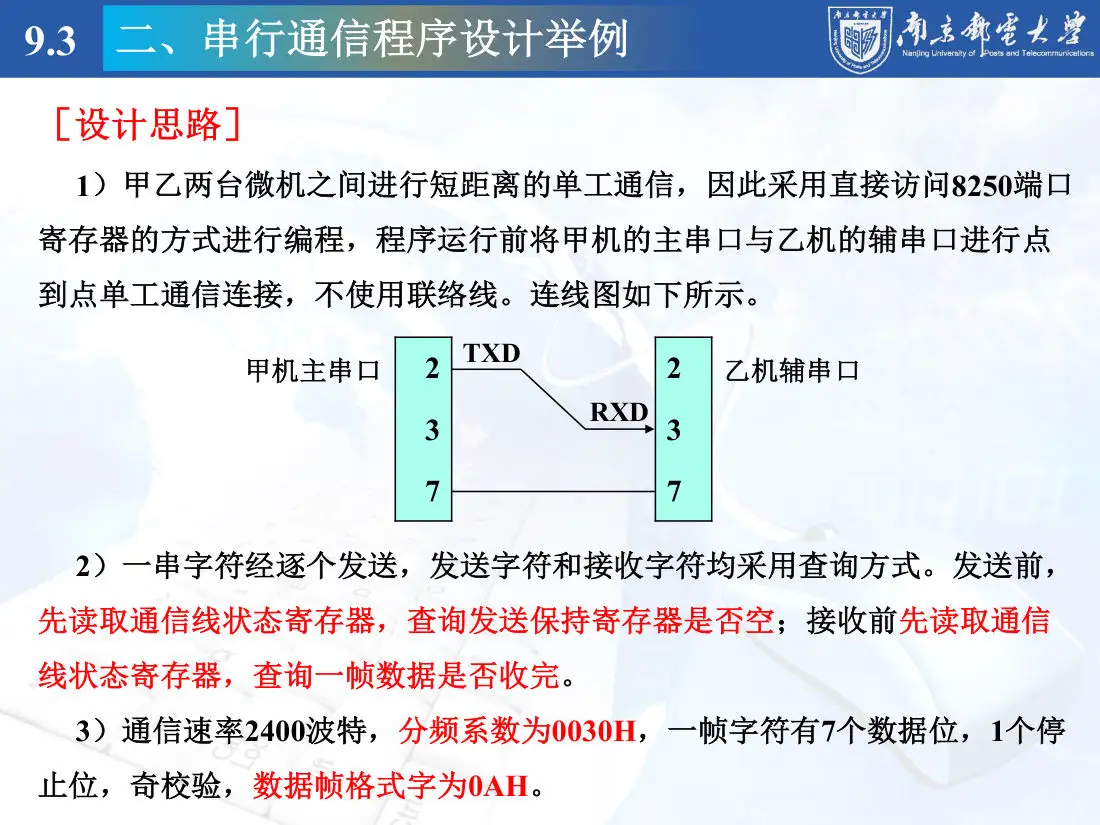 9.3 二、串行通信程序设计举例
南京邮电大学
Nanjing University of Posts and Telecommunications
［设计思路］
1）甲乙两台微机之间进行短距离的单工通信，因此采用直接访问8250端口
寄存器的方式进行编程，程序运行前将甲机的主串口与乙机的辅串口进行点
到点单工通信连接，不使用联络线。连线图如下所示。
甲机主串口 2 TXD 2 乙机辅串口
3 RXD 3
7 7
2）一串字符经逐个发送，发送字符和接收字符均采用查询方式。发送前，
先读取通信线状态寄存器，查询发送保持寄存器是否空；接收前先读取通信
线状态寄存器，查询一帧数据是否收完。
3）通信速率2400波特，分频系数为0030H，一帧字符有7个数据位，1个停
止位，奇校验，数据帧格式字为0AH。